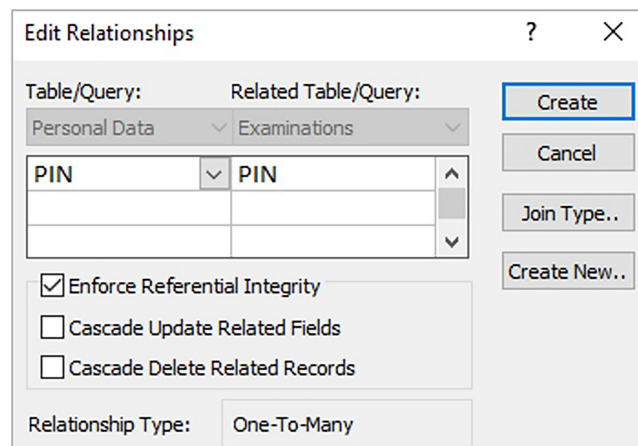 Edit Relationships ? ×
Table/Query: Related Table/Query:
Personal Data Examinations
PIN PIN
Enforce Referential Integrity
Cascade Update Related Fields
Cascade Delete Related Records
Relationship Type: One-To-Many
Create
Cancel
Join Type..
Create New..